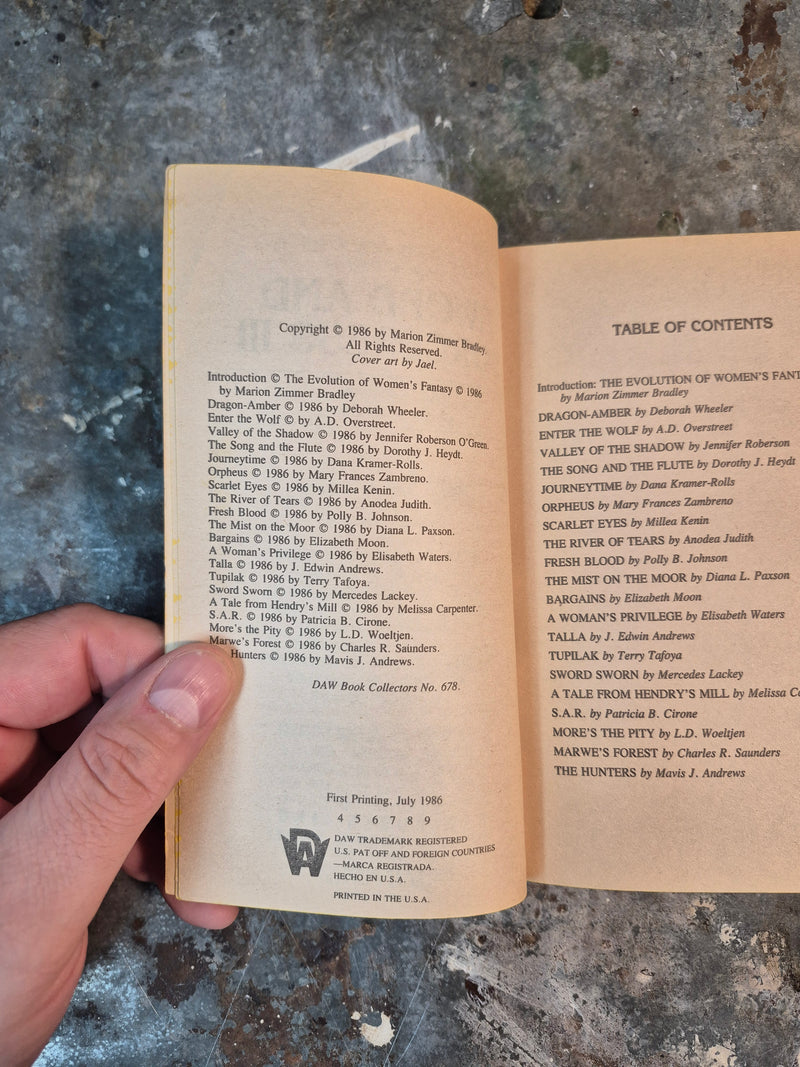 Copyright © 1986 by Marion Zimmer Bradley.
All Rights Reserved.
Cover art by Jael.
Introduction © The Evolution of Women's Fantasy © 1986
by Marion Zimmer Bradley
Dragon-Amber © 1986 by Deborah Wheeler.
Enter the Wolf © by A.D. Overstreet.
Valley of the Shadow © 1986 by Jennifer Roberson O'Green.
The Song and the Flute © 1986 by Dorothy J. Heydt.
Journeytime © 1986 by Dana Kramer-Rolls.
Orpheus © 1986 by Mary Frances Zambreno.
Scarlet Eyes © 1986 by Millea Kenin.
The River of Tears © 1986 by Anodea Judith.
Fresh Blood © 1986 by Polly B. Johnson.
The Mist on the Moor © 1986 by Diana L. Paxson.
Bargains © 1986 by Elizabeth Moon.
A Woman's Privilege © 1986 by Elisabeth Waters.
Talla © 1986 by J. Edwin Andrews.
Tupilak © 1986 by Terry Tafoya.
Sword Sworn © 1986 by Mercedes Lackey.
A Tale from Hendry's Mill © 1986 by Melissa Carpenter.
S.A.R. © 1986 by Patricia B. Cirone.
More's the Pity © 1986 by L.D. Woeltjen.
Marwe's Forest © 1986 by Charles R. Saunders.
Hunters © 1986 by Mavis J. Andrews.
DAW Book Collectors No. 678.
First Printing, July 1986
4 5 6 7 8 9
DAW
DAW TRADEMARK REGISTERED
U.S. PAT OFF AND FOREIGN COUNTRIES
—MARCA REGISTRADA.
HECHO EN U.S.A.
PRINTED IN THE U.S.A.
TABLE OF CONTENTS
Introduction: THE EVOLUTION OF WOMEN'S FANT
by Marion Zimmer Bradley
DRAGON-AMBER by Deborah Wheeler
ENTER THE WOLF by A.D. Overstreet
VALLEY OF THE SHADOW by Jennifer Roberson
THE SONG AND THE FLUTE by Dorothy J. Heydt
JOURNEYTIME by Dana Kramer-Rolls
ORPHEUS by Mary Frances Zambreno
SCARLET EYES by Millea Kenin
THE RIVER OF TEARS by Anodea Judith
FRESH BLOOD by Polly B. Johnson
THE MIST ON THE MOOR by Diana L. Paxson
BARGAINS by Elizabeth Moon
A WOMAN'S PRIVILEGE by Elisabeth Waters
TALLA by J. Edwin Andrews
TUPILAK by Terry Tafoya
SWORD SWORN by Mercedes Lackey
A TALE FROM HENDRY'S MILL by Melissa Ca
S.A.R. by Patricia B. Cirone
MORE'S THE PITY by L.D. Woeltjen
MARWE'S FOREST by Charles R. Saunders
THE HUNTERS by Mavis J. Andrews